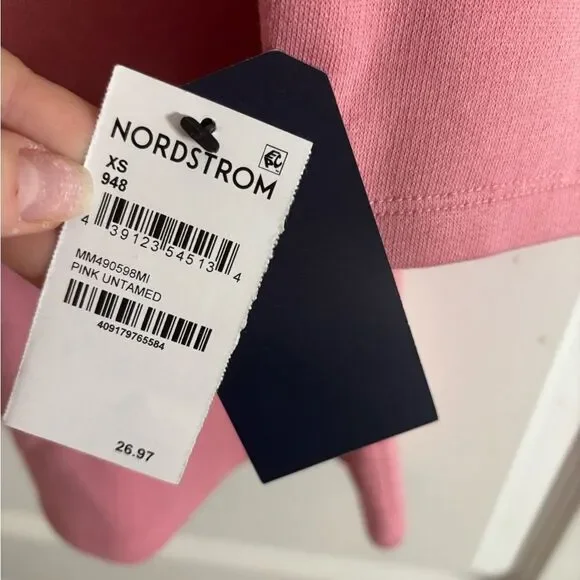 NORDSTROM
XS
948
4 39123 54513 4
MM490598MI
PINK UNTAMED
409179765584
26.97